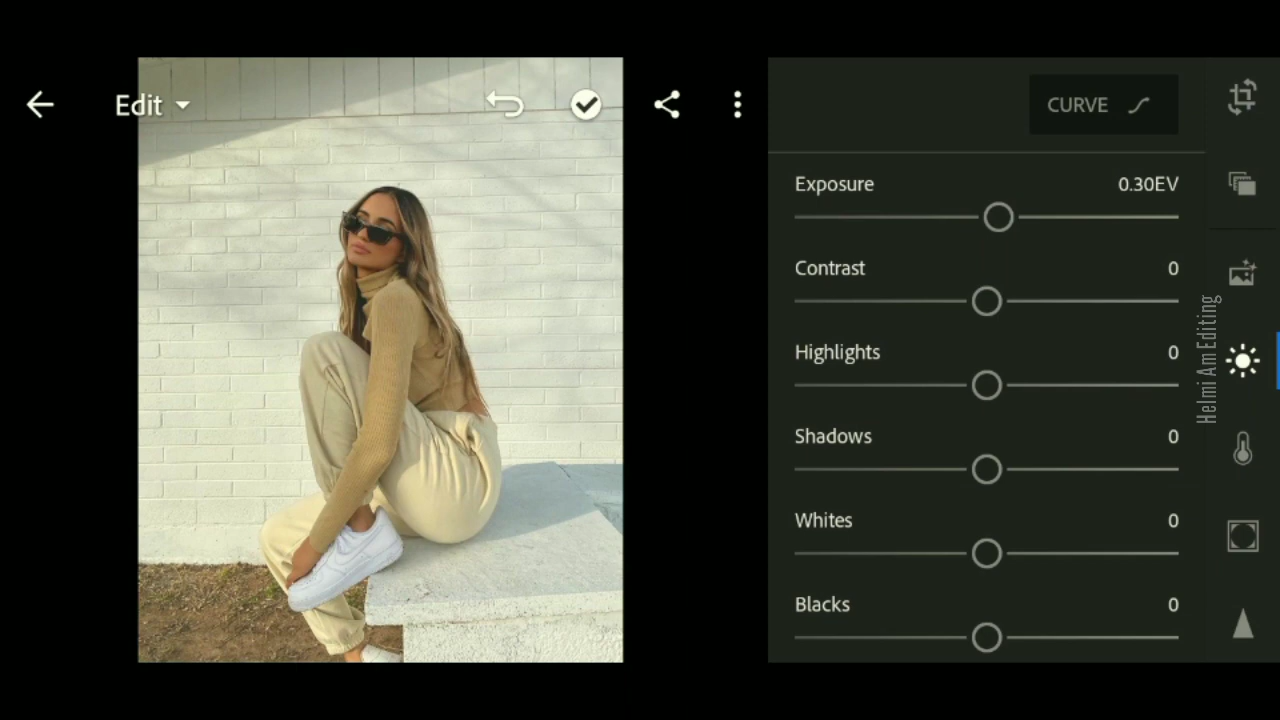 Edit
CURVE
Exposure 0.30EV
Contrast 0
Highlights 0
Shadows 0
Whites 0
Blacks 0
Helmi Am Editing